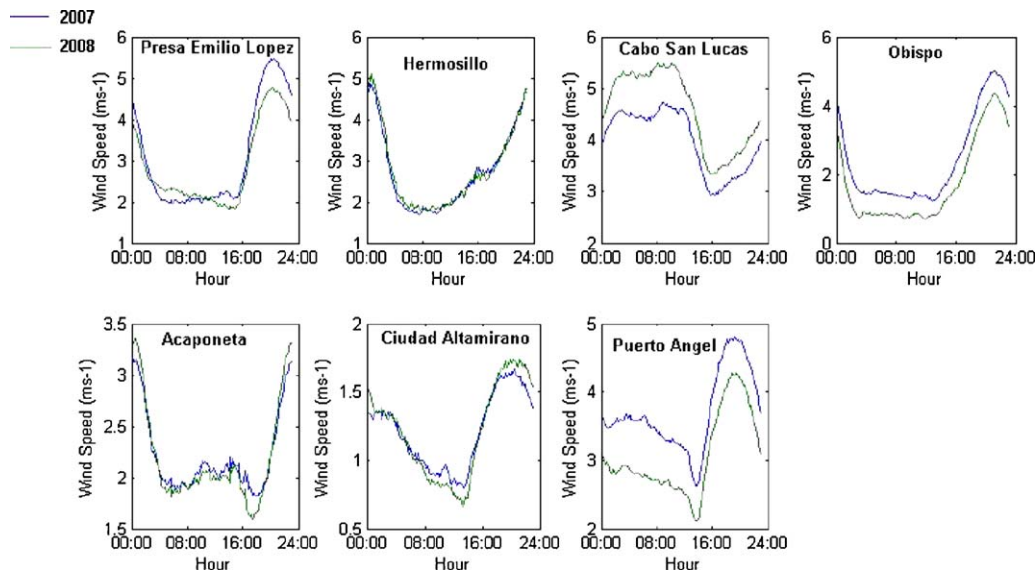 2007
2008
Presa Emilio Lopez
6
5
4
3
2
1
Wind Speed (ms-1)
00:00 08:00 16:00 24:00
Hour
Hermosillo
6
5
4
3
2
1
Wind Speed (ms-1)
00:00 08:00 16:00 24:00
Hour
Cabo San Lucas
6
5
4
3
2
Wind Speed (ms-1)
00:00 08:00 16:00 24:00
Hour
Obispo
6
4
2
0
Wind Speed (ms-1)
00:00 08:00 16:00 24:00
Hour
Acaponeta
3.5
3
2.5
2
1.5
Wind Speed (ms-1)
00:00 08:00 16:00 24:00
Hour
Ciudad Altamirano
2
1.5
1
0.5
Wind Speed (ms-1)
00:00 08:00 16:00 24:00
Hour
Puerto Angel
5
4
3
2
Wind Speed (ms-1)
00:00 08:00 16:00 24:00
Hour